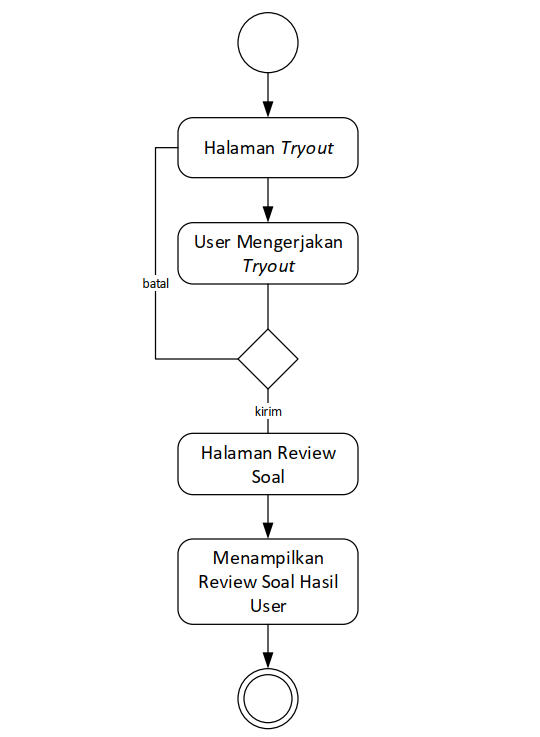 Halaman Tryout
User Mengerjakan
Tryout
batal
kirim
Halaman Review
Soal
Menampilkan
Review Soal Hasil
User